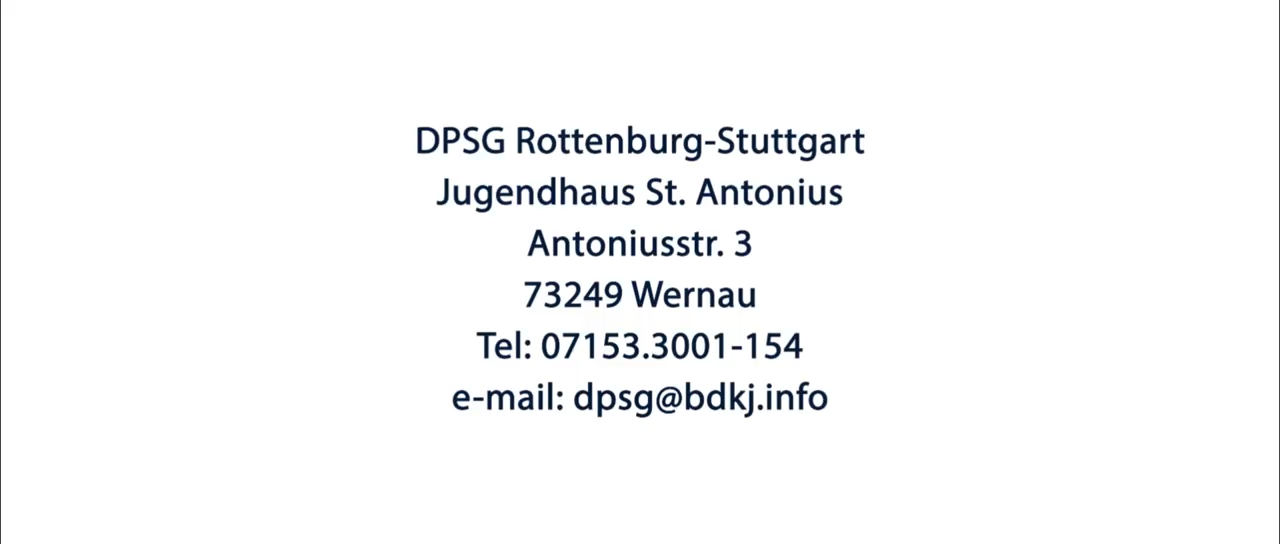 DPSG Rottenburg-Stuttgart
Jugendhaus St. Antonius
Antoniusstr. 3
73249 Wernau
Tel: 07153.3001-154
e-mail: dpsg@bdkj.info